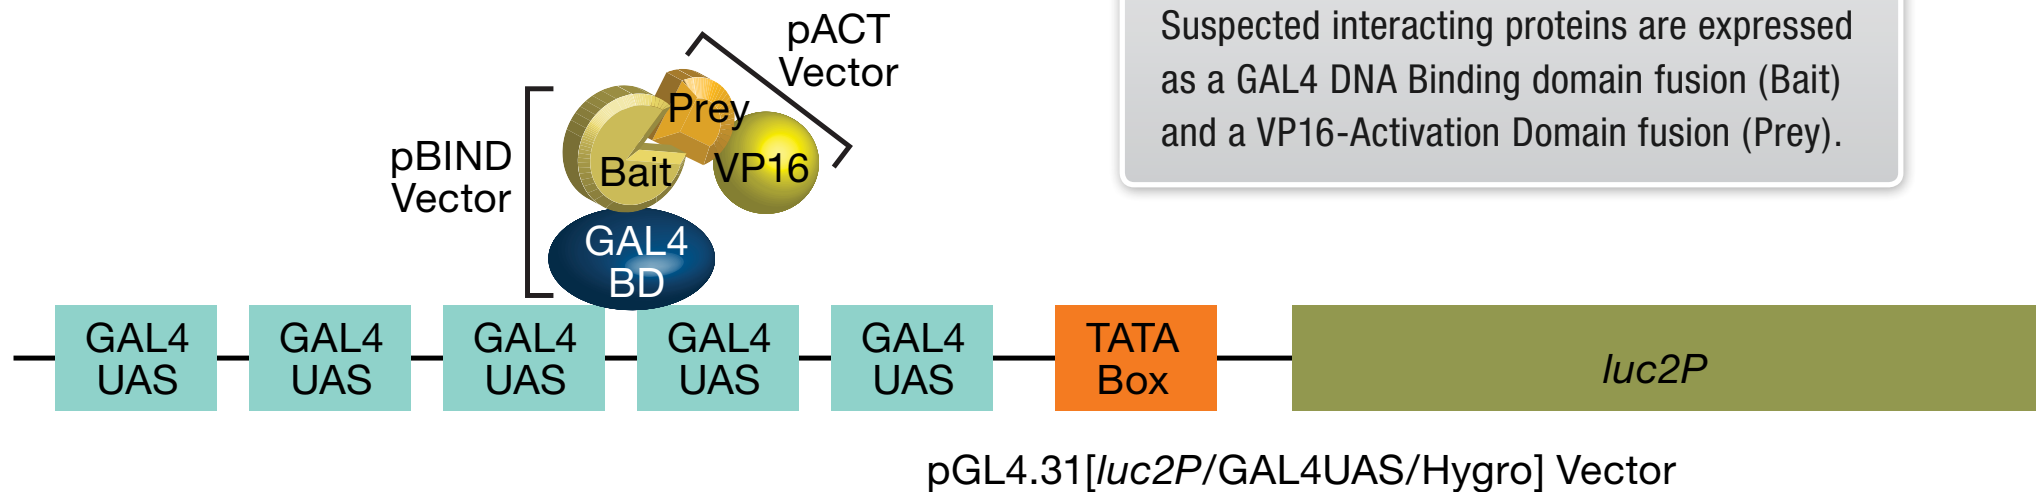 pACT
Vector
Suspected interacting proteins are expressed
as a GAL4 DNA Binding domain fusion (Bait)
and a VP16-Activation Domain fusion (Prey).
Prey
pBIND
Vector
Bait
VP16
GAL4
BD
GAL4
UAS
GAL4
UAS
GAL4
UAS
GAL4
UAS
GAL4
UAS
TATA
Box
luc2P
pGL4.31[luc2P/GAL4UAS/Hygro] Vector